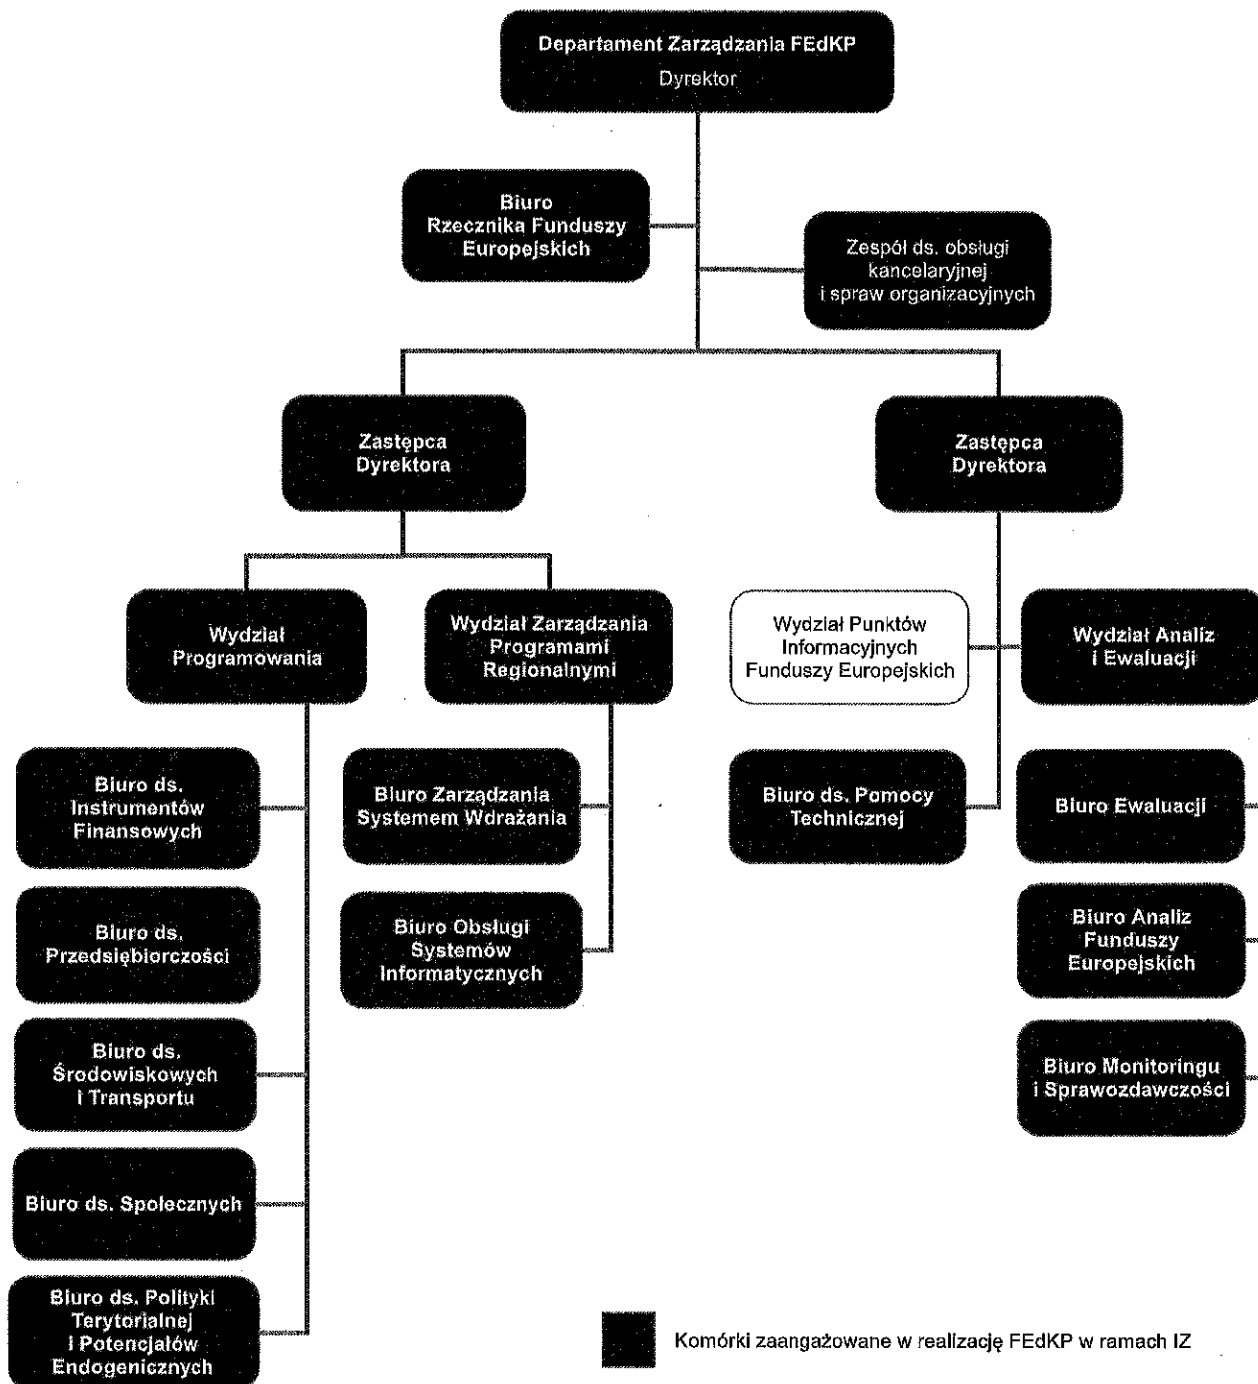 Departament Zarządzania FEdKP
Dyrektor
Biuro
Rzecznika Funduszy
Europejskich
Zespół ds. obsługi
kancelaryjnej
i spraw organizacyjnych
Zastępca
Dyrektora
Zastępca
Dyrektora
Wydział
Programowania
Wydział Zarządzania
Programami
Regionalnymi
Wydział Punktów
Informacyjnych
Funduszy Europejskich
Wydział Analiz
i Ewaluacji
Biuro ds.
Instrumentów
Finansowych
Biuro Zarządzania
Systemem Wdrażania
Biuro ds. Pomocy
Technicznej
Biuro Ewaluacji
Biuro ds.
Przedsiębiorczości
Biuro Obsługi
Systemów
Informatycznych
Biuro Analiz
Funduszy
Europejskich
Biuro ds.
Środowiskowych
i Transportu
Biuro Monitoringu
i Sprawozdawczości
Biuro ds. Społecznych
Biuro ds. Polityki
Terytorialnej
i Potencjałów
Endogenicznych
Komórki zaangażowane w realizację FEdKP w ramach IZ